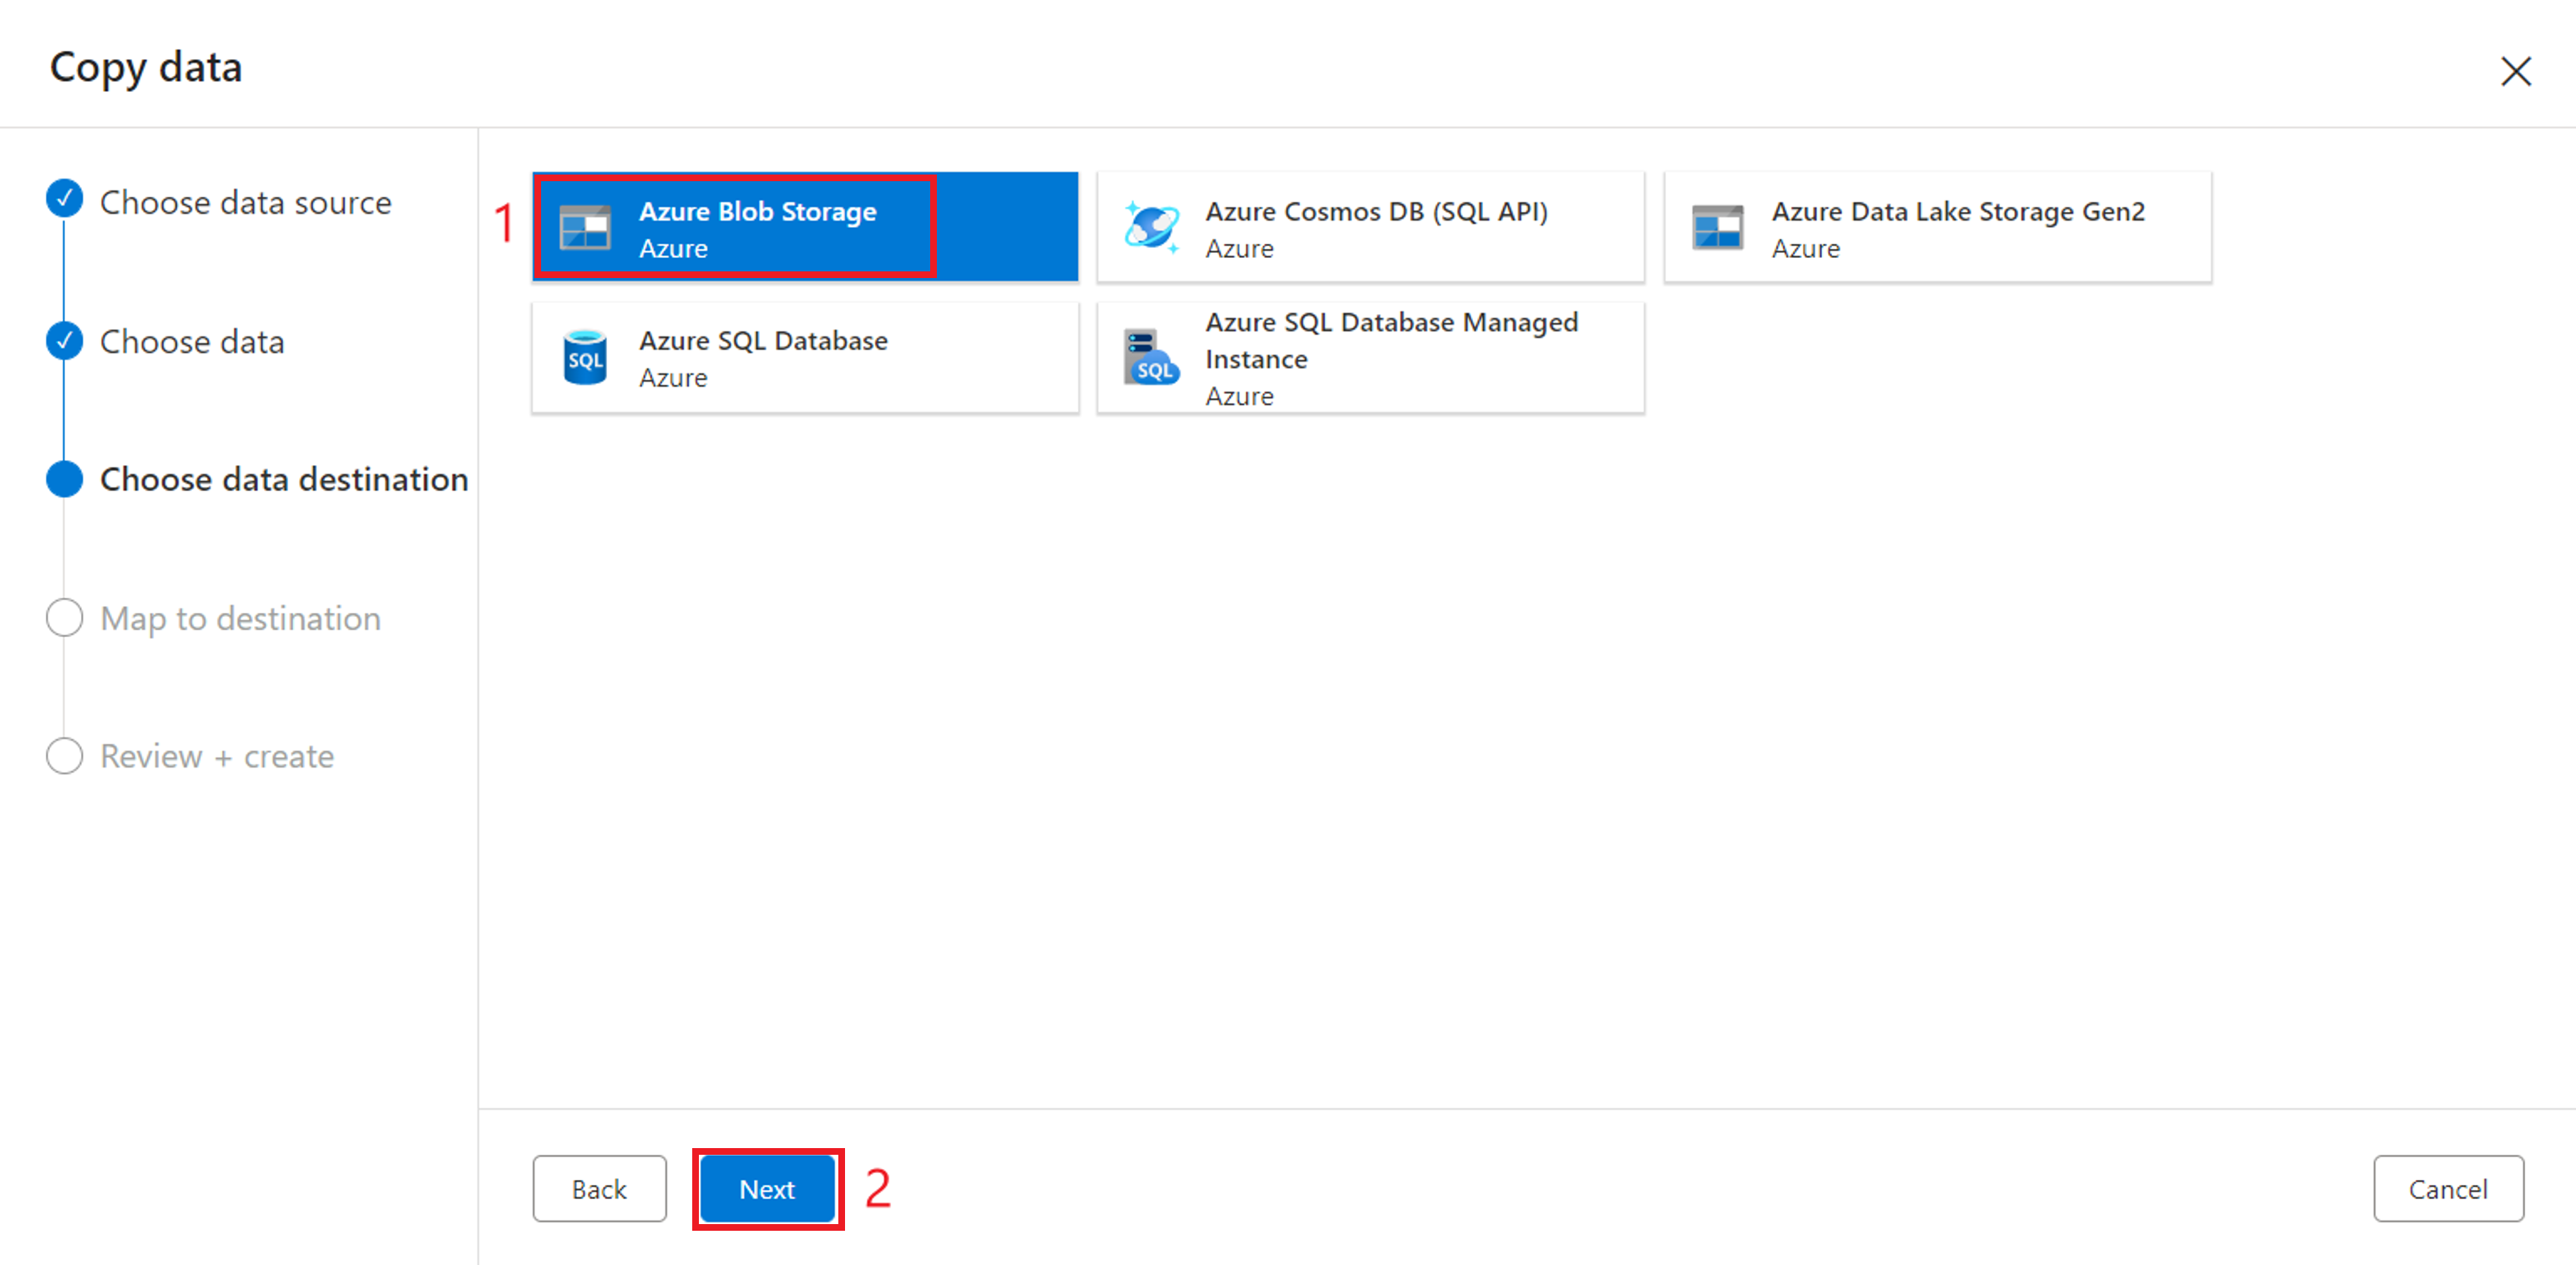 Copy data
Choose data source
Choose data
Choose data destination
Map to destination
Review + create
1
Azure Blob Storage
Azure
Azure Cosmos DB (SQL API)
Azure
Azure Data Lake Storage Gen2
Azure
SQL
Azure SQL Database
Azure
SQL
Azure SQL Database Managed
Instance
Azure
Back
Next
2
Cancel